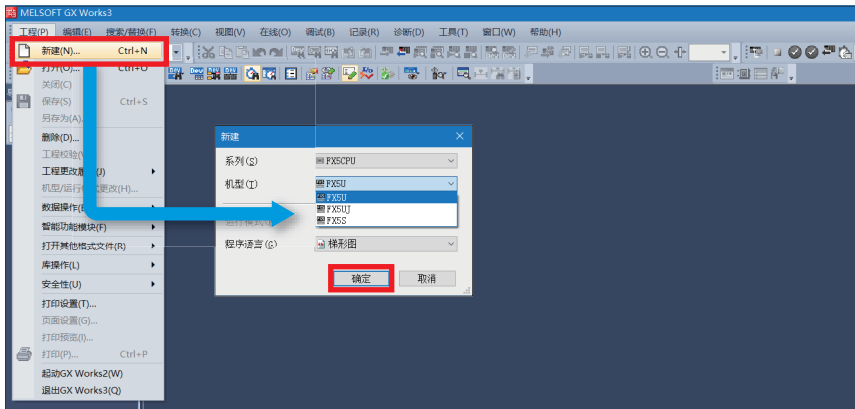 MELSOFT GX Works3
工程(P) 编辑(E) 搜索/替换(F) 转换(C) 视图(V) 在线(O) 调试(B) 记录(R) 诊断(D) 工具(T) 窗口(W) 帮助(H)
新建(N)... Ctrl+N
打开(O)... Ctrl+O
关闭(C)
保存(S) Ctrl+S
另存为(A)
删除(D)...
工程校验
工程更改 (J)
机型/运行 更改(H)...
数据操作
智能功能模块(F)
打开其他格式文件(R)
库操作(L)
安全性(U)
打印设置(T)...
页面设置(G)...
打印预览(I)...
打印(P)... Ctrl+P
起动GX Works2(W)
退出GX Works3(Q)
新建
系列(S) FX5CPU
机型(T) FX5U
FX5U
FX5UJ
FX5S
运行模式
程序语言(G) 梯形图
确定 取消